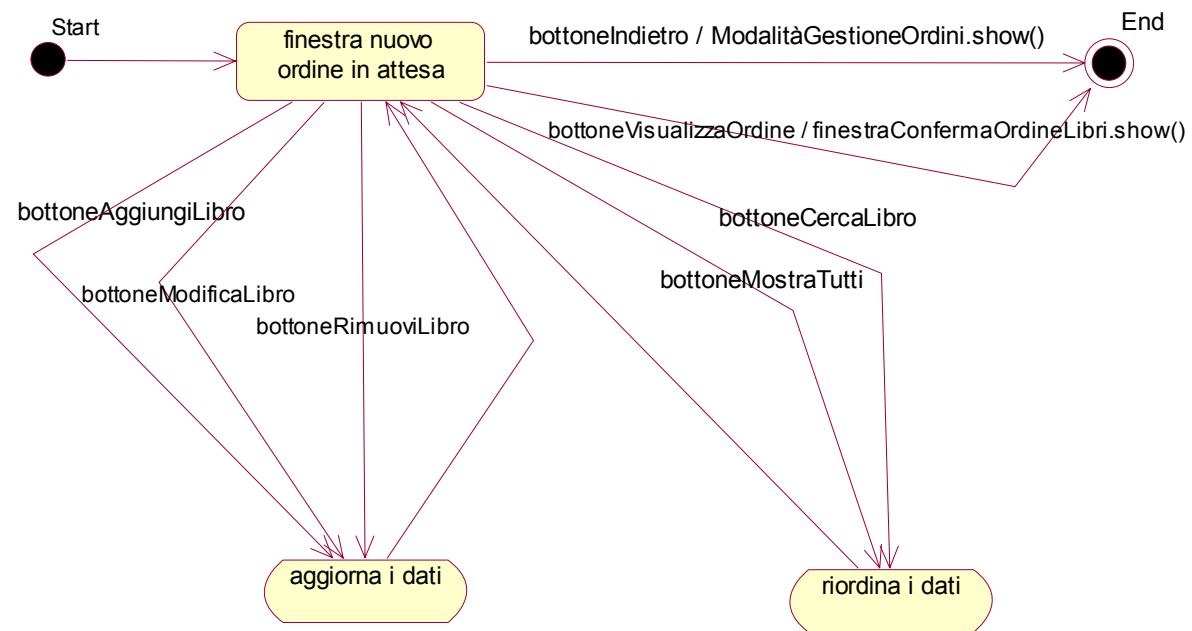 Start
End
finestra nuovo
ordine in attesa
bottoneIndietro / ModalitàGestioneOrdini.show()
bottoneVisualizzaOrdine / finestraConfermaOrdineLibri.show()
bottoneAggiungiLibro
bottoneCercaLibro
bottoneModificaLibro
bottoneMostraTutti
bottoneRimuoviLibro
aggiorna i dati
riordina i dati